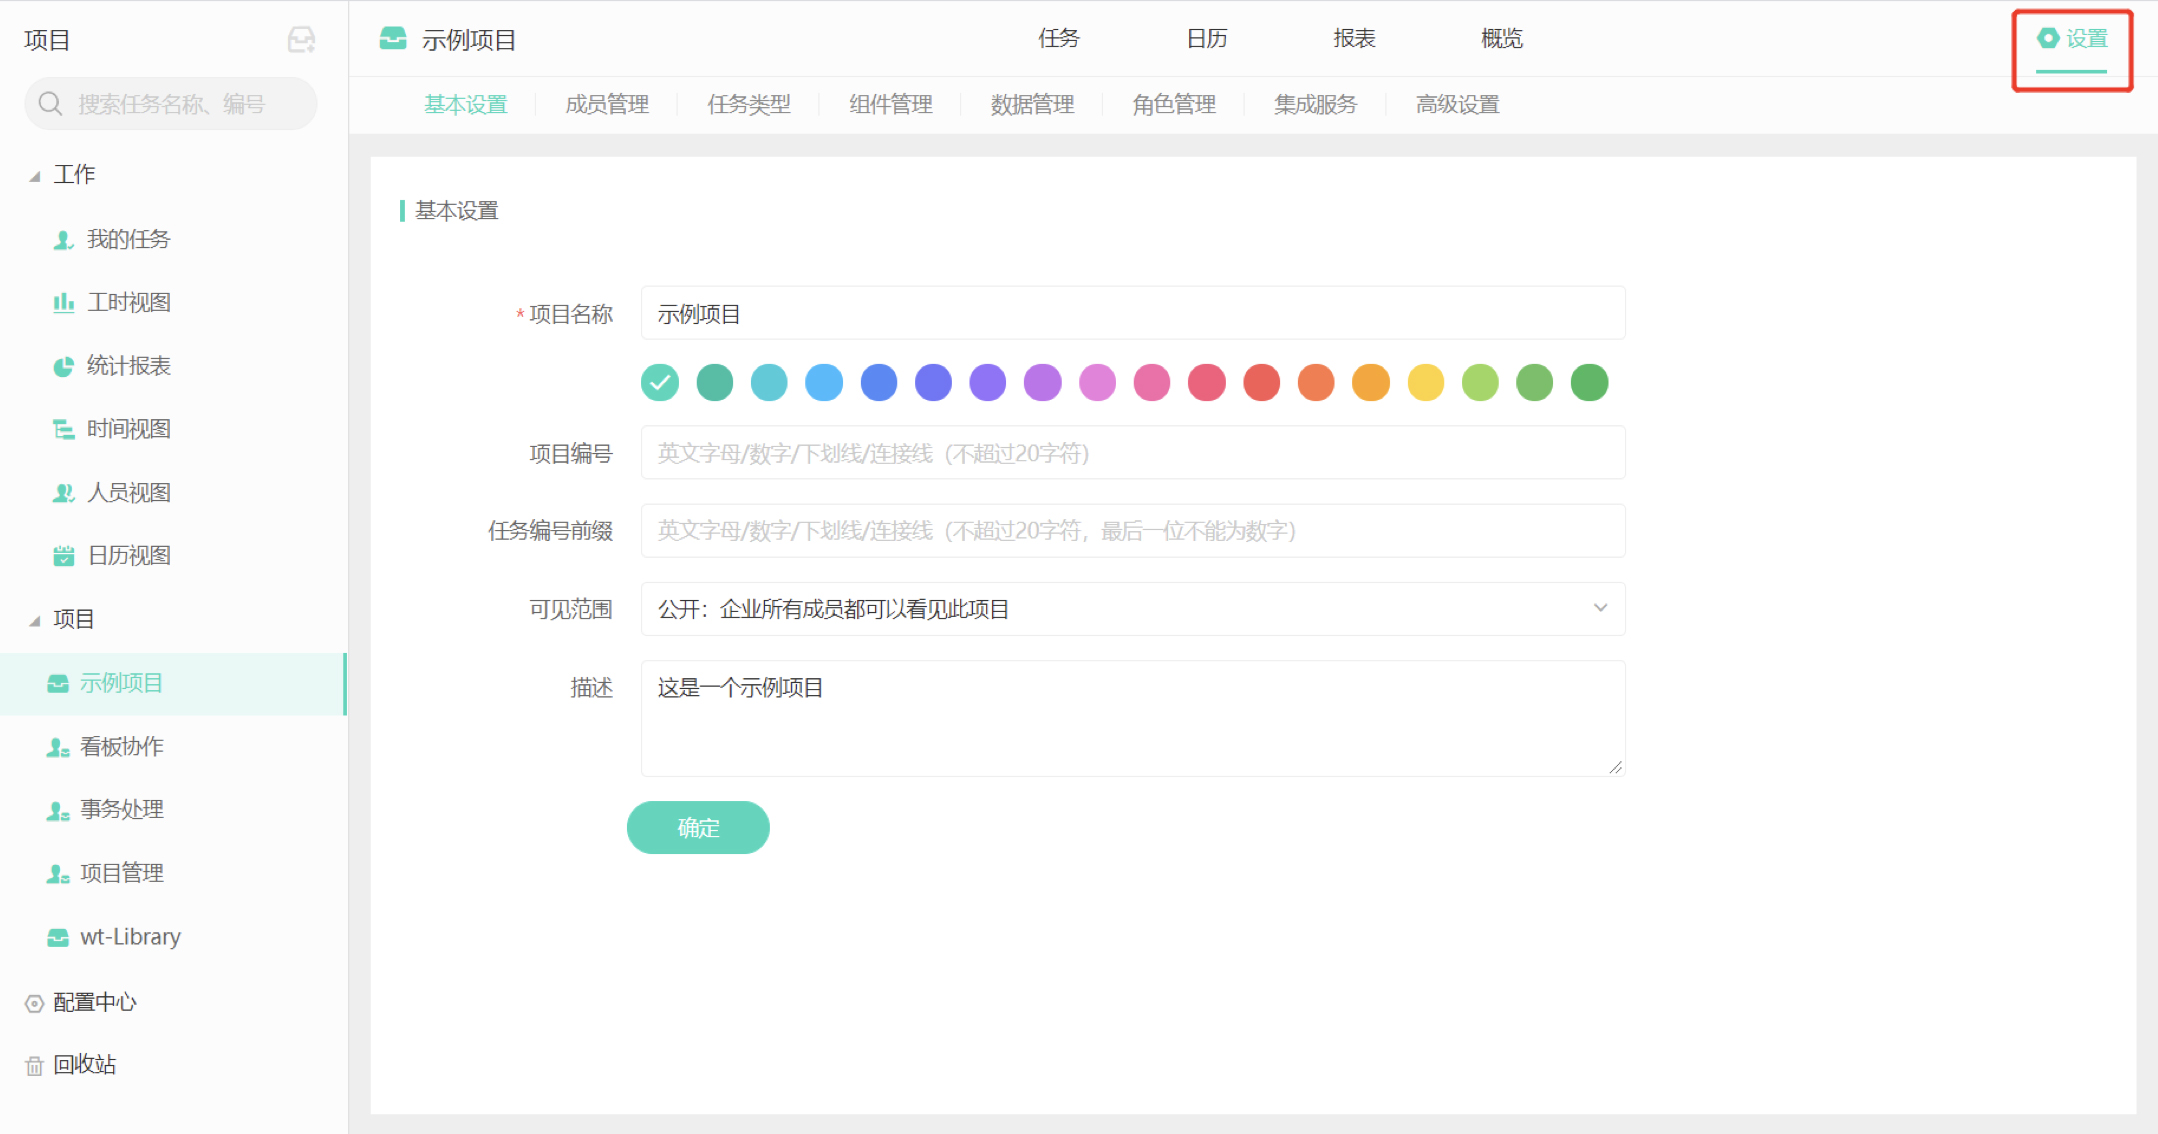 项目
搜索任务名称、编号
工作
我的任务
工时视图
统计报表
时间视图
人员视图
日历视图
项目
示例项目
看板协作
事务处理
项目管理
wt-Library
配置中心
回收站
示例项目
任务
日历
报表
概览
设置
基本设置
成员管理
任务类型
组件管理
数据管理
角色管理
集成服务
高级设置
基本设置
* 项目名称
示例项目
项目编号
英文字母/数字/下划线/连接线（不超过20字符)
任务编号前缀
英文字母/数字/下划线/连接线（不超过20字符，最后一位不能为数字)
可见范围
公开：企业所有成员都可以看见此项目
描述
这是一个示例项目
确定